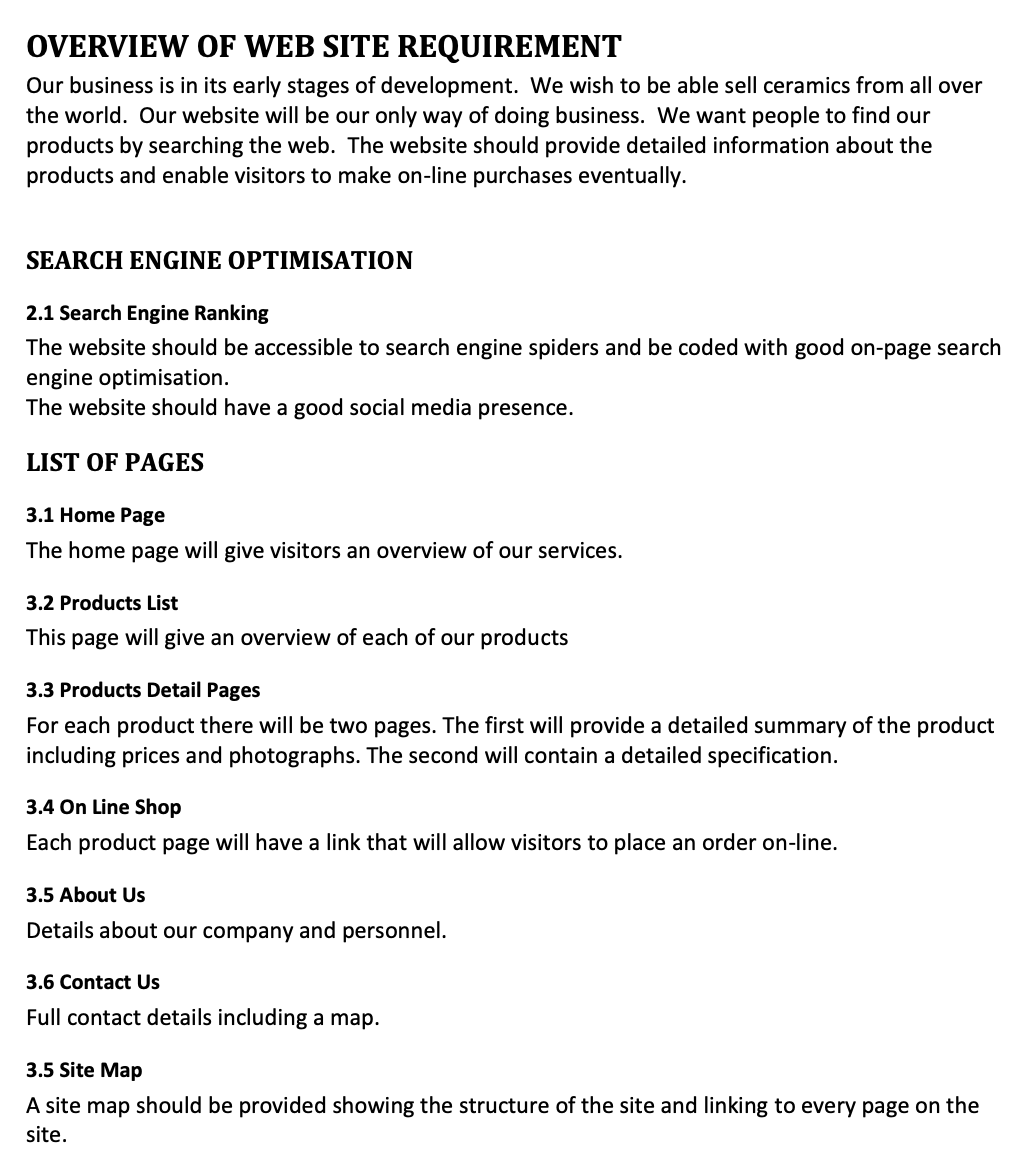 OVERVIEW OF WEB SITE REQUIREMENT
Our business is in its early stages of development.  We wish to be able sell ceramics from all over
the world.  Our website will be our only way of doing business.  We want people to find our
products by searching the web.  The website should provide detailed information about the
products and enable visitors to make on-line purchases eventually.
SEARCH ENGINE OPTIMISATION
2.1 Search Engine Ranking
The website should be accessible to search engine spiders and be coded with good on-page search
engine optimisation.
The website should have a good social media presence.
LIST OF PAGES
3.1 Home Page
The home page will give visitors an overview of our services.
3.2 Products List
This page will give an overview of each of our products
3.3 Products Detail Pages
For each product there will be two pages. The first will provide a detailed summary of the product
including prices and photographs. The second will contain a detailed specification.
3.4 On Line Shop
Each product page will have a link that will allow visitors to place an order on-line.
3.5 About Us
Details about our company and personnel.
3.6 Contact Us
Full contact details including a map.
3.5 Site Map
A site map should be provided showing the structure of the site and linking to every page on the
site.